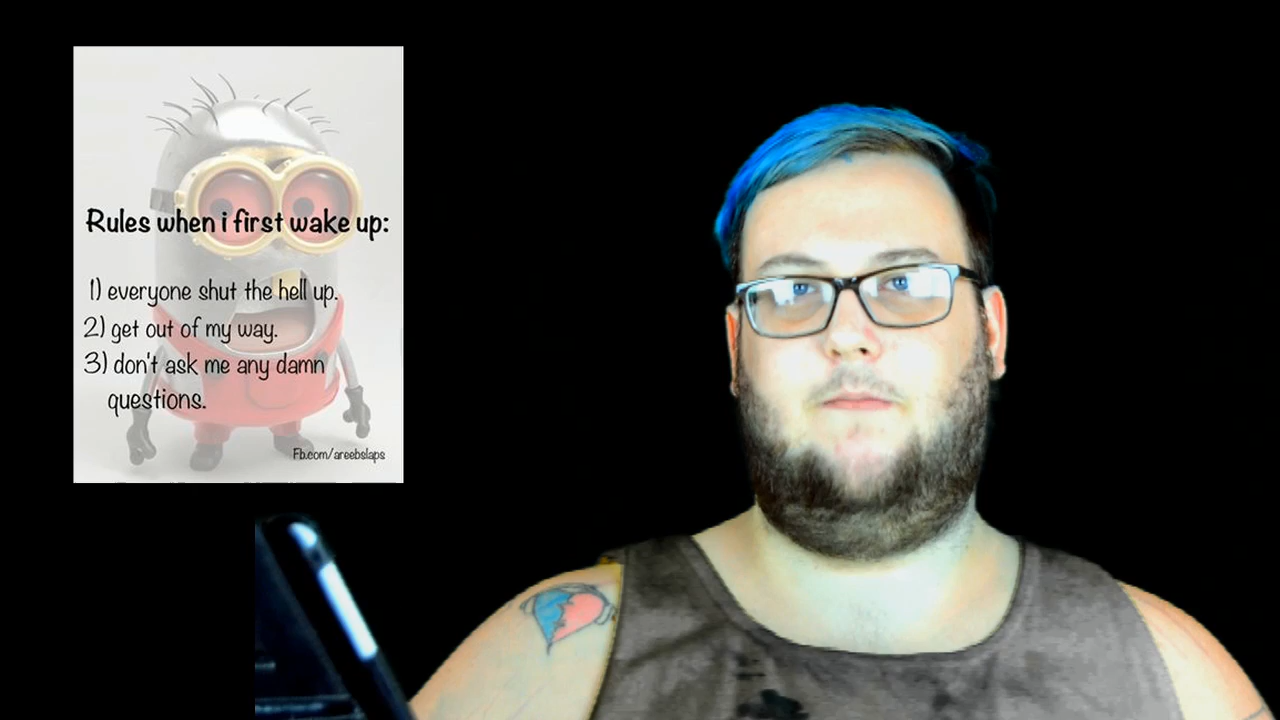 Rules when i first wake up:
1) everyone shut the hell up.
2) get out of my way.
3) don't ask me any damn
questions.
Fb.com/areebslaps